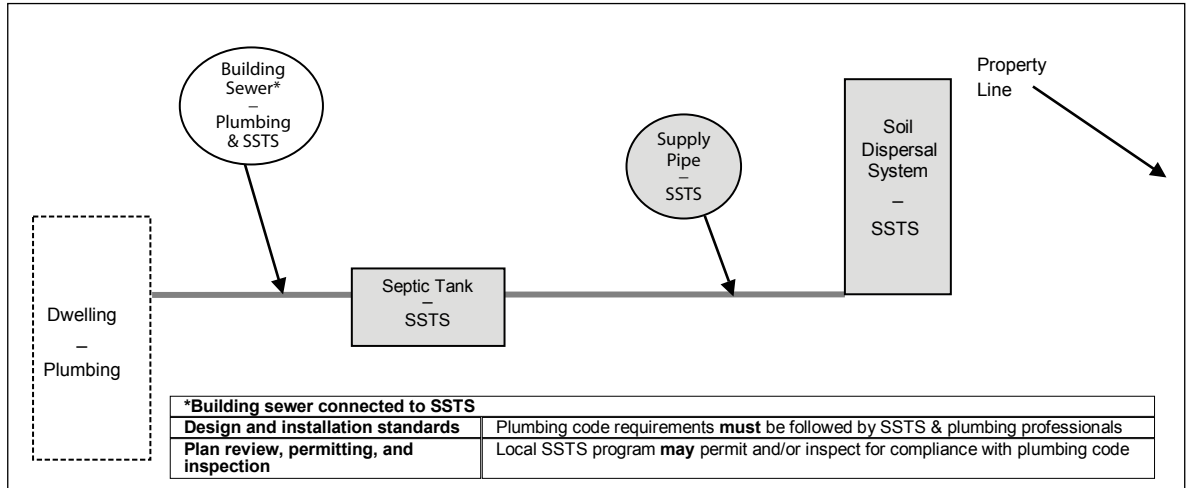 Building
Sewer*
–
Plumbing
& SSTS
Property
Line
Supply
Pipe
–
SSTS
Soil
Dispersal
System
–
SSTS
Dwelling
–
Plumbing
Septic Tank
–
SSTS
*Building sewer connected to SSTS
Design and installation standards Plumbing code requirements must be followed by SSTS & plumbing professionals
Plan review, permitting, and Local SSTS program may permit and/or inspect for compliance with plumbing code
inspection